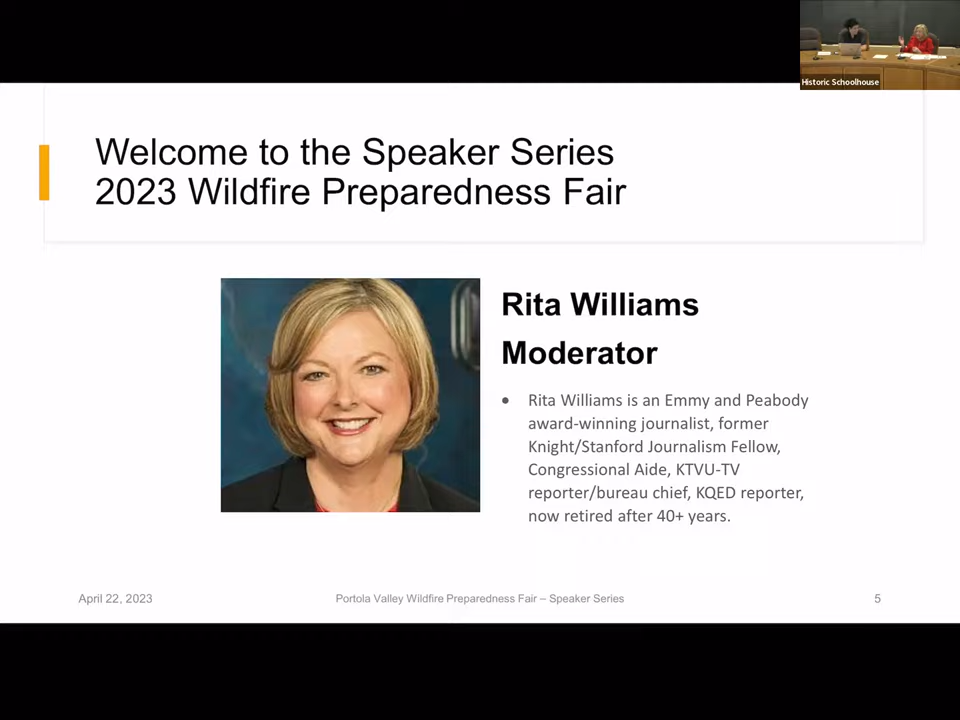 Historic Schoolhouse
Welcome to the Speaker Series
2023 Wildfire Preparedness Fair
Rita Williams
Moderator
• Rita Williams is an Emmy and Peabody
award-winning journalist, former
Knight/Stanford Journalism Fellow,
Congressional Aide, KTVU-TV
reporter/bureau chief, KQED reporter,
now retired after 40+ years.
April 22, 2023
Portola Valley Wildfire Preparedness Fair – Speaker Series
5